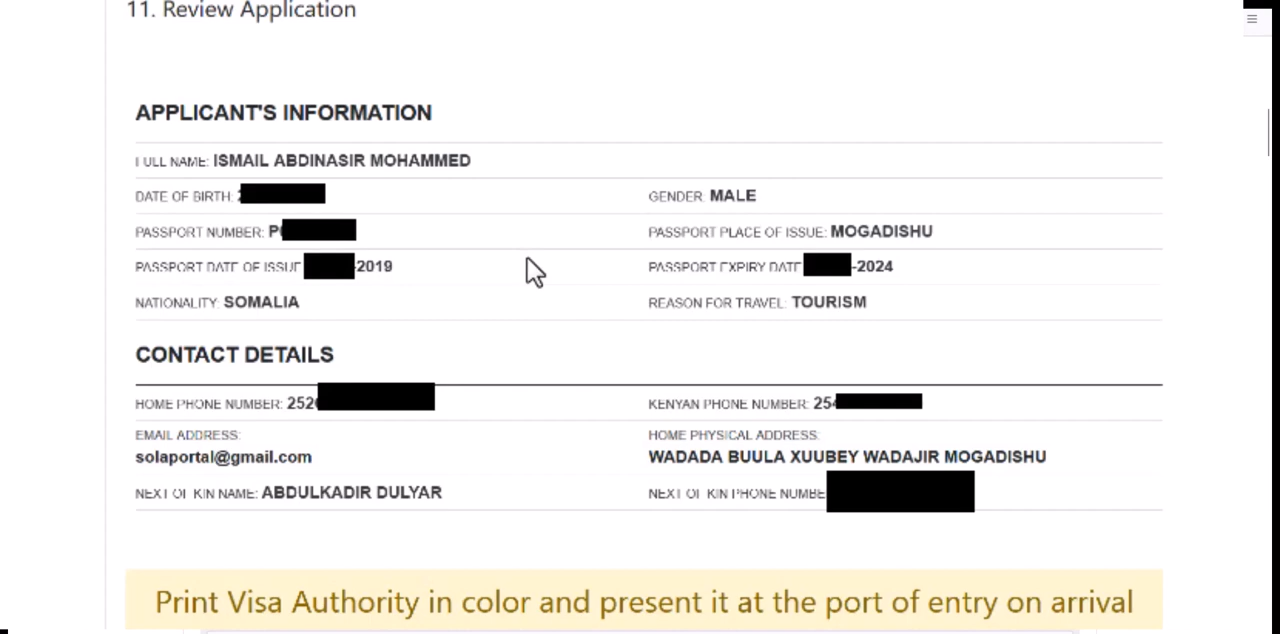 11. Review Application
APPLICANT'S INFORMATION
FULL NAME: ISMAIL ABDINASIR MOHAMMED
DATE OF BIRTH: GENDER: MALE
PASSPORT NUMBER: P PASSPORT PLACE OF ISSUE: MOGADISHU
PASSPORT DATE OF ISSUE -2019 PASSPORT EXPIRY DATE -2024
NATIONALITY: SOMALIA REASON FOR TRAVEL: TOURISM
CONTACT DETAILS
HOME PHONE NUMBER: 252 KENYAN PHONE NUMBER: 254
EMAIL ADDRESS: HOME PHYSICAL ADDRESS:
solaportal@gmail.com WADADA BUULA XUUBEY WADAJIR MOGADISHU
NEXT OF KIN NAME: ABDULKADIR DULYAR NEXT OF KIN PHONE NUMBE
Print Visa Authority in color and present it at the port of entry on arrival